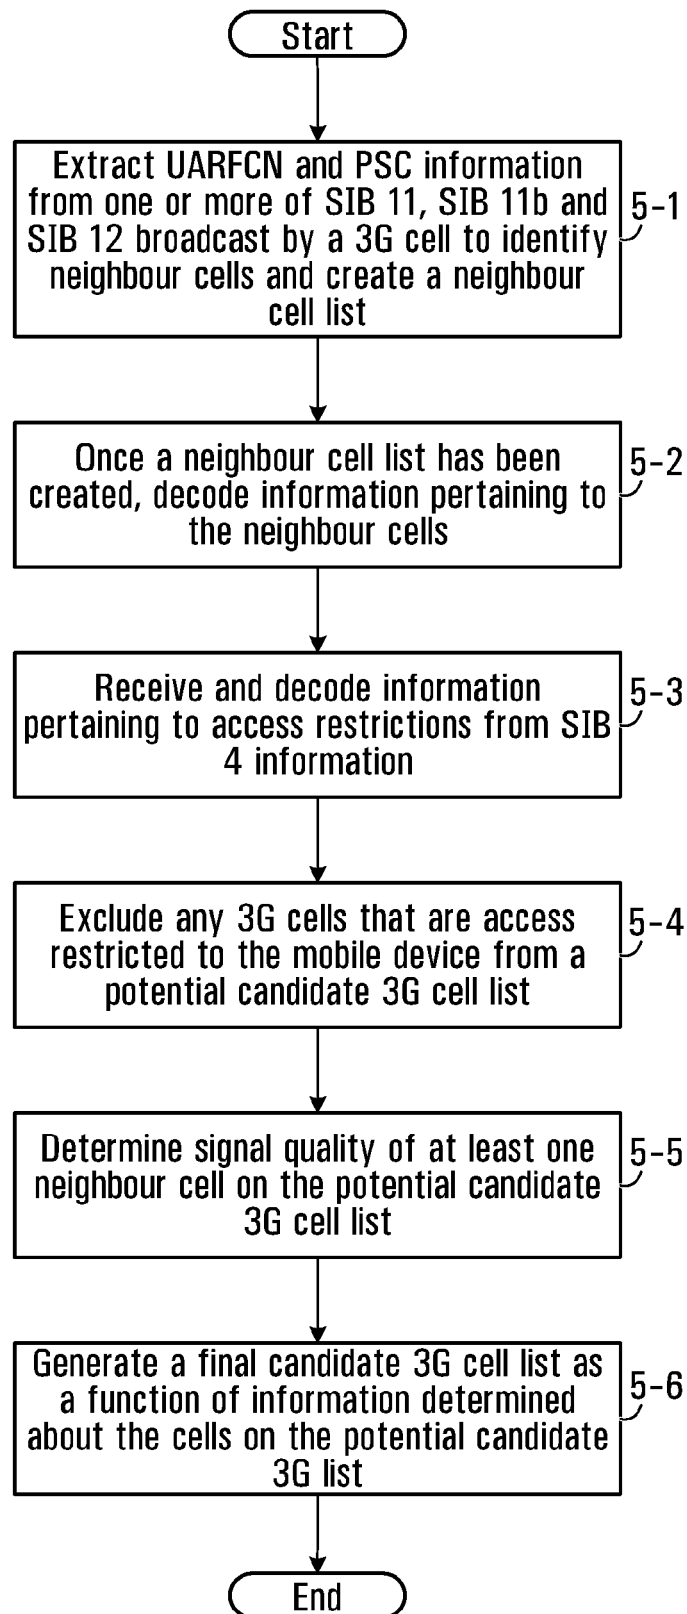 Start
Extract UARFCN and PSC information
from one or more of SIB 11, SIB 11b and
SIB 12 broadcast by a 3G cell to identify
neighbour cells and create a neighbour
cell list
5-1
Once a neighbour cell list has been
created, decode information pertaining to
the neighbour cells
5-2
Receive and decode information
pertaining to access restrictions from SIB
4 information
5-3
Exclude any 3G cells that are access
restricted to the mobile device from a
potential candidate 3G cell list
5-4
Determine signal quality of at least one
neighbour cell on the potential candidate
3G cell list
5-5
Generate a final candidate 3G cell list as
a function of information determined
about the cells on the potential candidate
3G list
5-6
End